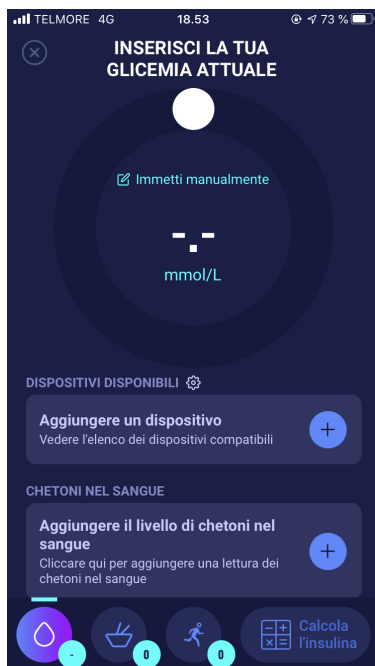 TELMORE 4G 18.53 73 %
INSERISCI LA TUA
GLICEMIA ATTUALE
Immetti manualmente
-.-
mmol/L
DISPOSITIVI DISPONIBILI
Aggiungere un dispositivo
Vedere l'elenco dei dispositivi compatibili
CHETONI NEL SANGUE
Aggiungere il livello di chetoni nel
sangue
Cliccare qui per aggiungere una lettura dei
chetoni nel sangue
- 0 0
Calcola
l'insulina